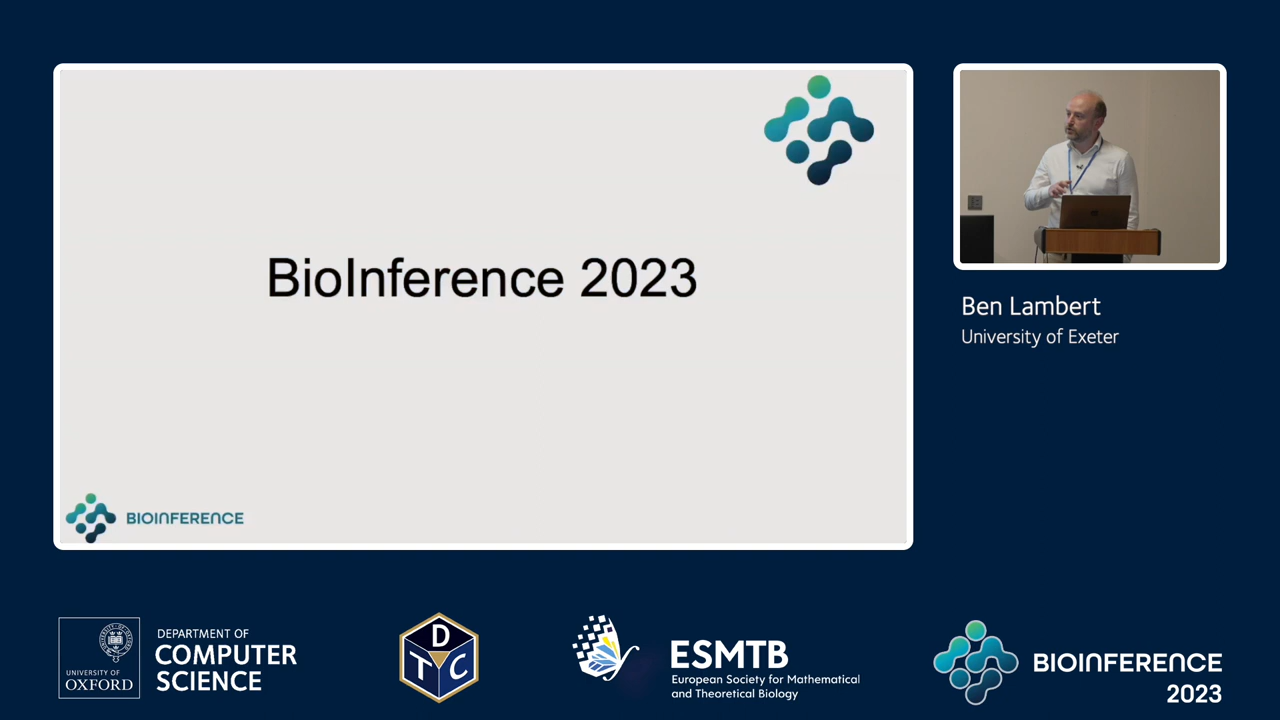 BioInference 2023
BIOINFERENCE
Ben Lambert
University of Exeter
UNIVERSITY OF
OXFORD
DEPARTMENT OF
COMPUTER
SCIENCE
D
T C
ESMTB
European Society for Mathematical
and Theoretical Biology
BIOINFERENCE
2023